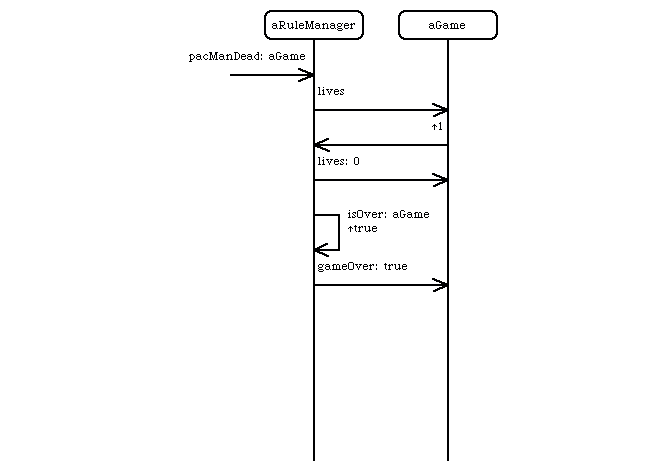 aRuleManager
aGame
pacManDead: aGame
lives
↑1
lives: 0
isOver: aGame
↑true
gameOver: true